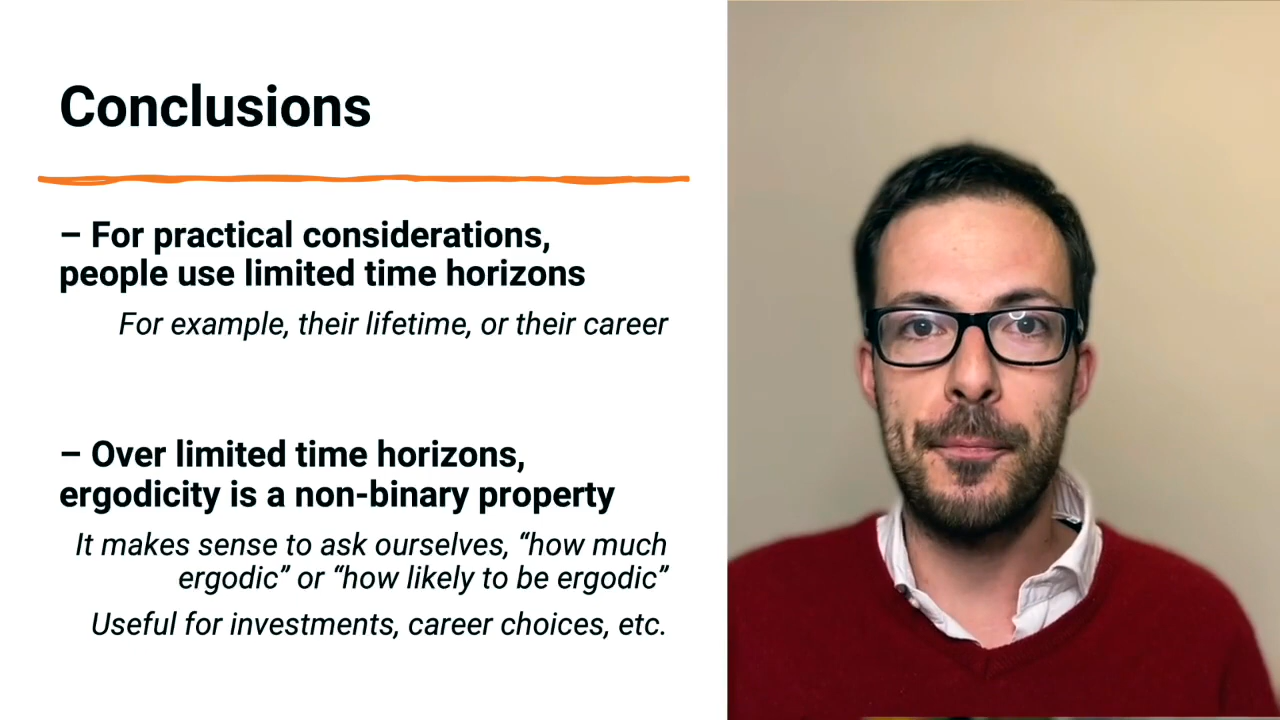 Conclusions
– For practical considerations,
people use limited time horizons
For example, their lifetime, or their career
– Over limited time horizons,
ergodicity is a non-binary property
It makes sense to ask ourselves, “how much
ergodic” or “how likely to be ergodic”
Useful for investments, career choices, etc.